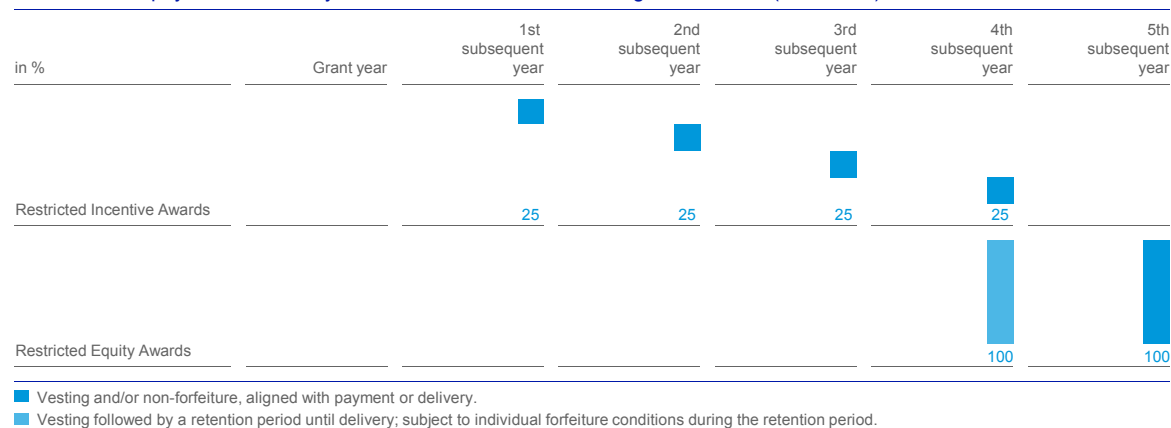 in %
Grant year
1st
subsequent
year
2nd
subsequent
year
3rd
subsequent
year
4th
subsequent
year
5th
subsequent
year
Restricted Incentive Awards
25 25 25 25
Restricted Equity Awards
100 100
Vesting and/or non-forfeiture, aligned with payment or delivery.
Vesting followed by a retention period until delivery; subject to individual forfeiture conditions during the retention period.